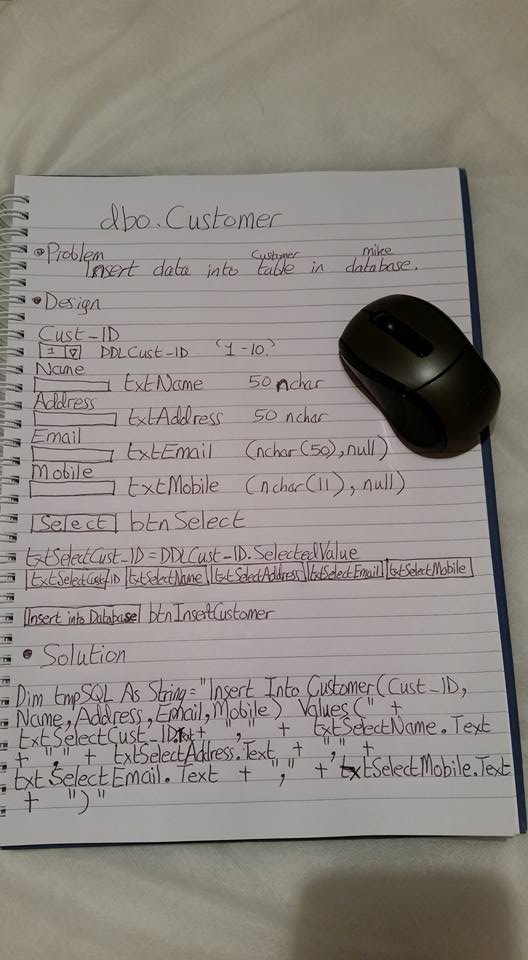 dbo.Customer
• Problem
Insert data into Customer table in mike database.
• Design
Cust-ID
1 DDLCust-ID '1-10.'
Name
txtName 50 nchar
Address
txtAddress 50 nchar
Email
txtEmail (nchar(50), null)
Mobile
txtMobile (nchar(11), null)
Select btnSelect
txtSelectCust-ID = DDLCust-ID.SelectedValue
txtSelectCust-ID txtSelectName txtSelectAddress txtSelectEmail txtSelectMobile
Insert into Database btnInsertCustomer
• Solution
Dim tmpSQL As String = "Insert Into Customer(Cust-ID,
Name, Address, Email, Mobile) Values (" +
txtSelectCust-ID + , + txtSelectName.Text
+ "," + txtSelectAddress.Text + "," +
txtSelectEmail.Text + "," + txtSelectMobile.Text
+ ")"